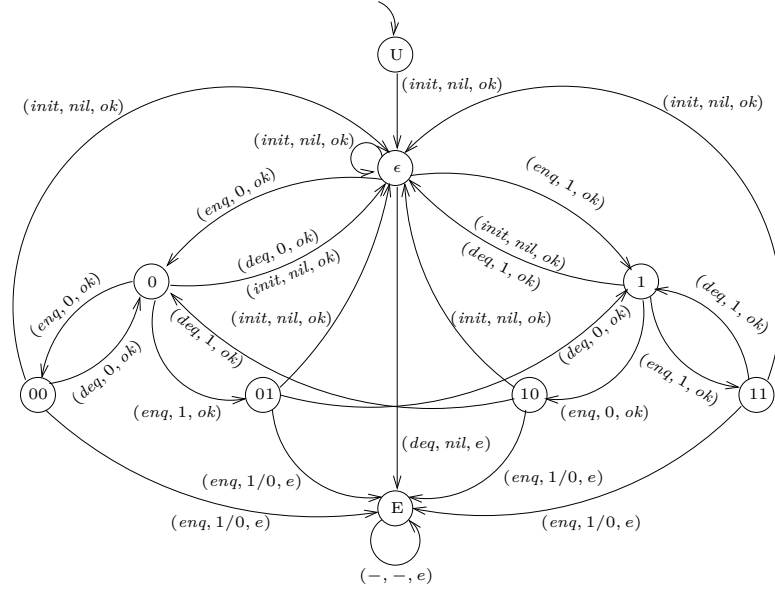 U
(init, nil, ok)
(init, nil, ok)
(init, nil, ok)
(init, nil, ok)
ϵ
(enq, 0, ok)
(enq, 1, ok)
(deq, 0, ok)
(init, nil, ok)
(init, nil, ok)
(deq, 1, ok)
0
1
(enq, 0, ok)
(deq, 0, ok)
(deq, 1, ok)
(init, nil, ok)
(init, nil, ok)
(deq, 0, ok)
(enq, 1, ok)
(deq, 1, ok)
00
01
10
11
(enq, 1, ok)
(enq, 0, ok)
(deq, nil, e)
(enq, 1/0, e)
(enq, 1/0, e)
(enq, 1/0, e)
(enq, 1/0, e)
E
(−, −, e)